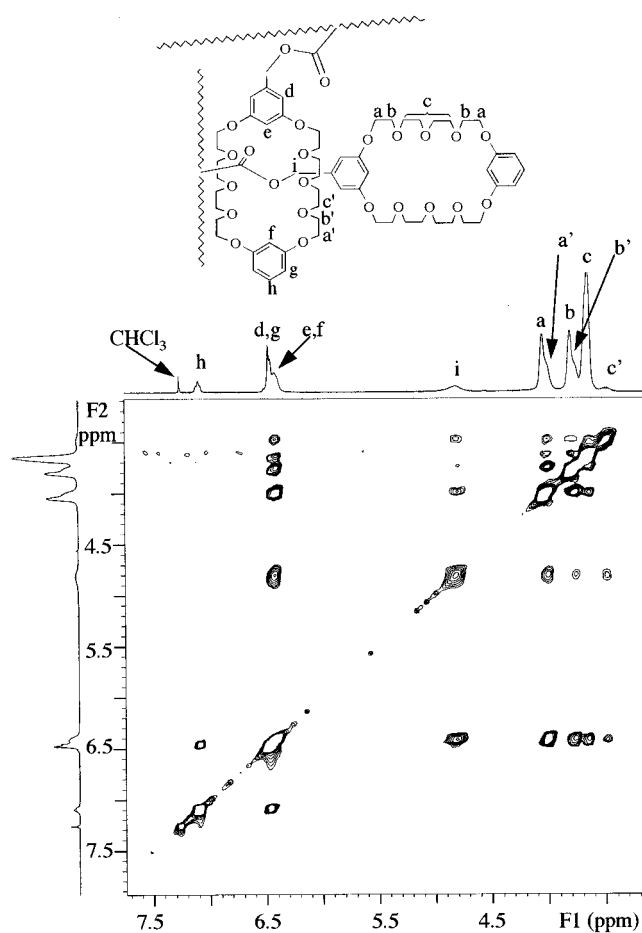 O O
O d
O e O
a b c b a
O O O O O
O O O
O i
O O O
O O c'
O O b'
O f O a'
g
h
O O O O O
a' c b'
a b
CHCl3 h d,g e,f i c'
F2
ppm
4.5
5.5
6.5
7.5
7.5 6.5 5.5 4.5 F1 (ppm)